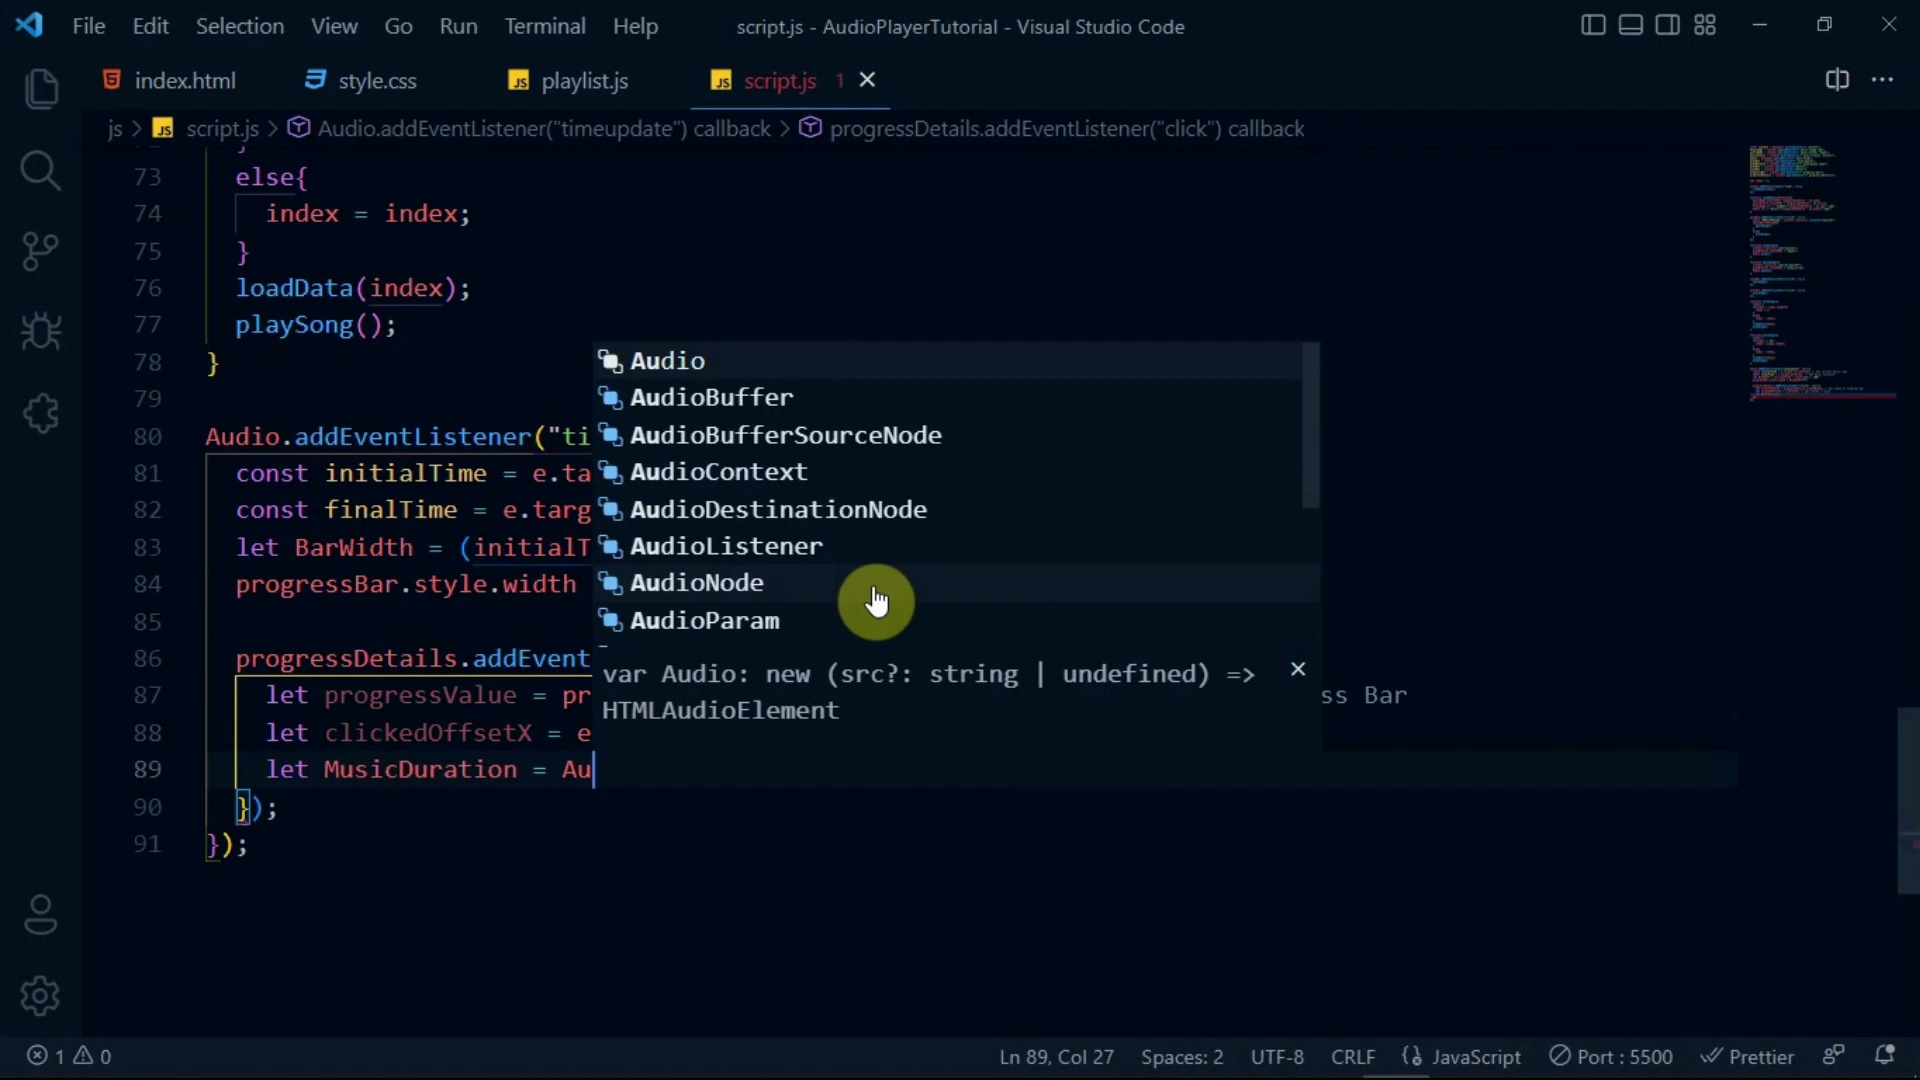 File Edit Selection View Go Run Terminal Help script.js - AudioPlayerTutorial - Visual Studio Code
index.html style.css JS playlist.js JS script.js 1
js > JS script.js > Audio.addEventListener("timeupdate") callback > progressDetails.addEventListener("click") callback
73 else{
74 index = index;
75 }
76 loadData(index);
77 playSong();
78 }
79
80 Audio.addEventListener("ti
81 const initialTime = e.ta
82 const finalTime = e.targ
83 let BarWidth = (initialT
84 progressBar.style.width
85
86 progressDetails.addEvent
87 let progressValue = pr
ss Bar
88 let clickedOffsetX = e
89 let MusicDuration = Au
90 });
91 });
Audio
AudioBuffer
AudioBufferSourceNode
AudioContext
AudioDestinationNode
AudioListener
AudioNode
AudioParam
var Audio: new (src?: string | undefined) =>
HTMLAudioElement
1 0 Ln 89, Col 27 Spaces: 2 UTF-8 CRLF {} JavaScript Port : 5500 Prettier